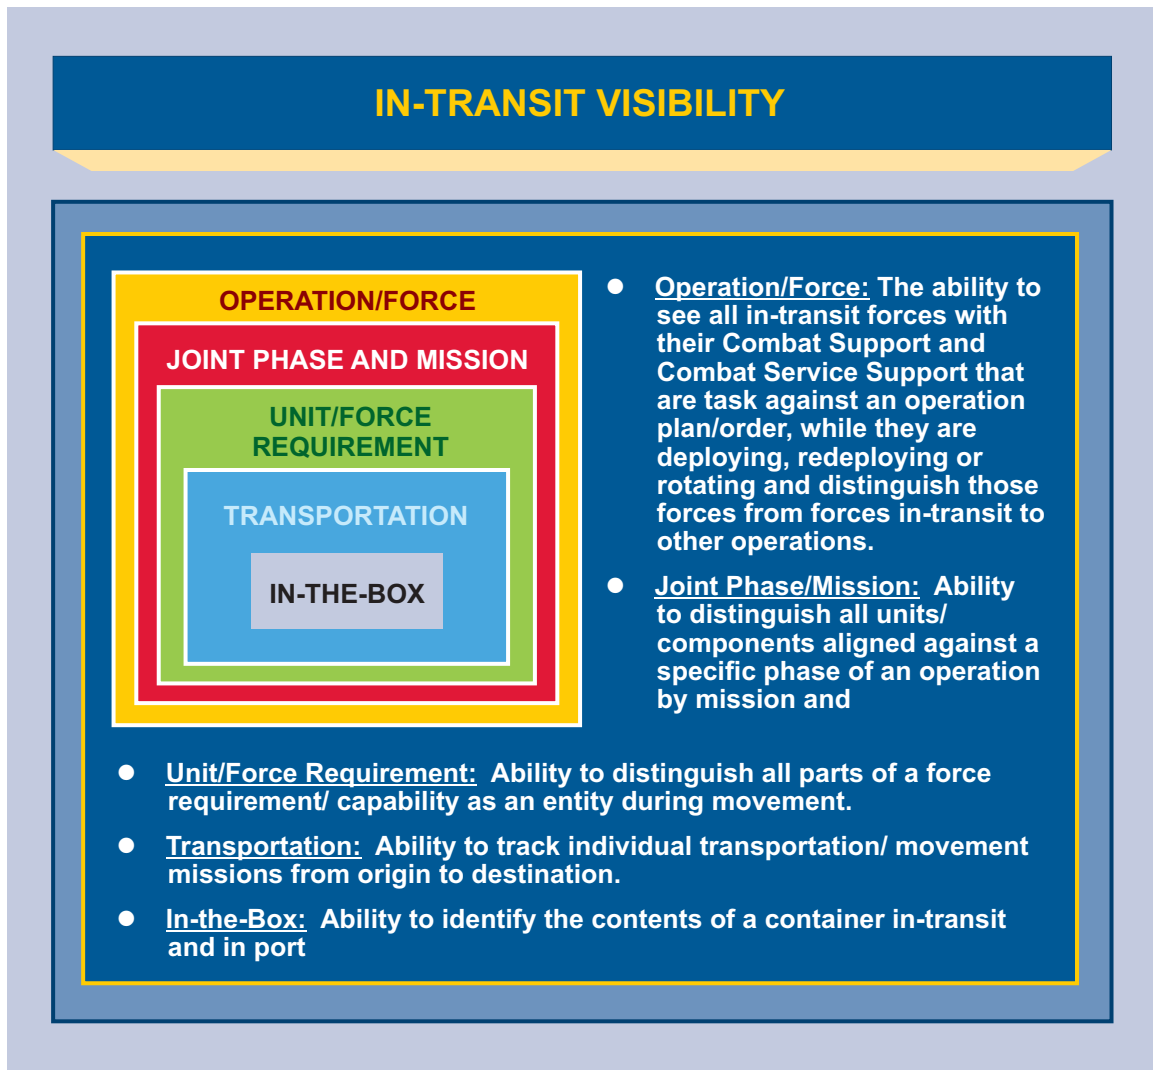 IN-TRANSIT VISIBILITY
OPERATION/FORCE
JOINT PHASE AND MISSION
UNIT/FORCE
REQUIREMENT
TRANSPORTATION
IN-THE-BOX
● Operation/Force: The ability to
see all in-transit forces with
their Combat Support and
Combat Service Support that
are task against an operation
plan/order, while they are
deploying, redeploying or
rotating and distinguish those
forces from forces in-transit to
other operations.
● Joint Phase/Mission: Ability
to distinguish all units/
components aligned against a
specific phase of an operation
by mission and
● Unit/Force Requirement: Ability to distinguish all parts of a force
requirement/ capability as an entity during movement.
● Transportation: Ability to track individual transportation/ movement
missions from origin to destination.
● In-the-Box: Ability to identify the contents of a container in-transit
and in port